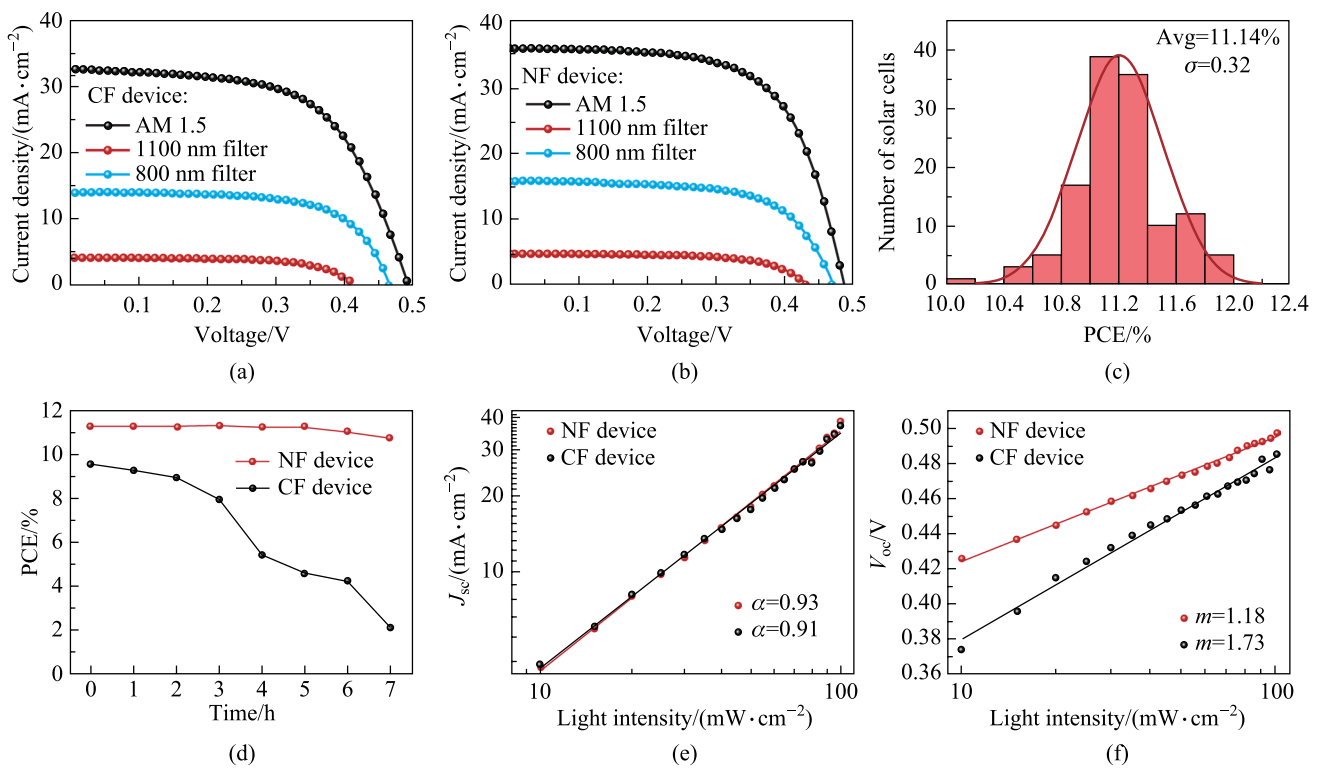 40
30
20
10
0
Current density/(mA·cm⁻²)
CF device:
AM 1.5
1100 nm filter
800 nm filter
0.1 0.2 0.3 0.4 0.5
Voltage/V
(a)
40
30
20
10
0
Current density/(mA·cm⁻²)
NF device:
AM 1.5
1100 nm filter
800 nm filter
0.1 0.2 0.3 0.4 0.5
Voltage/V
(b)
40
30
20
10
0
Number of solar cells
Avg=11.14%
σ=0.32
10.0 10.4 10.8 11.2 11.6 12.0 12.4
PCE/%
(c)
12
10
8
6
4
2
0
PCE/%
NF device
CF device
0 1 2 3 4 5 6 7
Time/h
(d)
40
30
20
10
Jsc/(mA·cm⁻²)
NF device
CF device
α=0.93
α=0.91
10 100
Light intensity/(mW·cm⁻²)
(e)
0.50
0.48
0.46
0.44
0.42
0.40
0.38
0.36
Voc/V
NF device
CF device
m=1.18
m=1.73
10 100
Light intensity/(mW·cm⁻²)
(f)